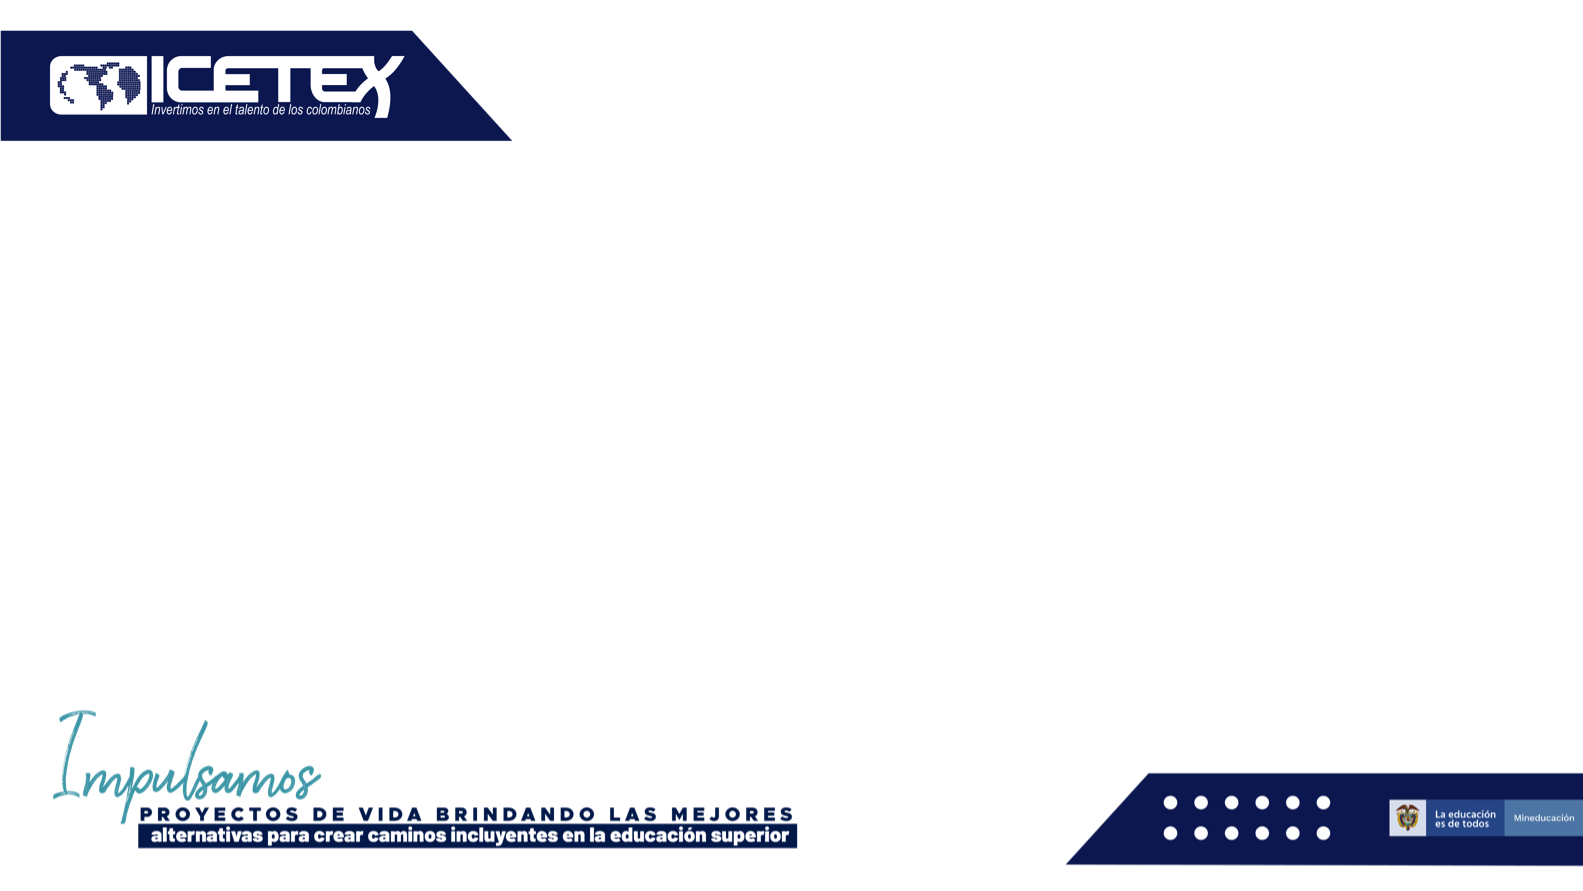 ICETEX
Invertimos en el talento de los colombianos
Impulsamos
PROYECTOS DE VIDA BRINDANDO LAS MEJORES
alternativas para crear caminos incluyentes en la educación superior
La educación
es de todos
Mineducación